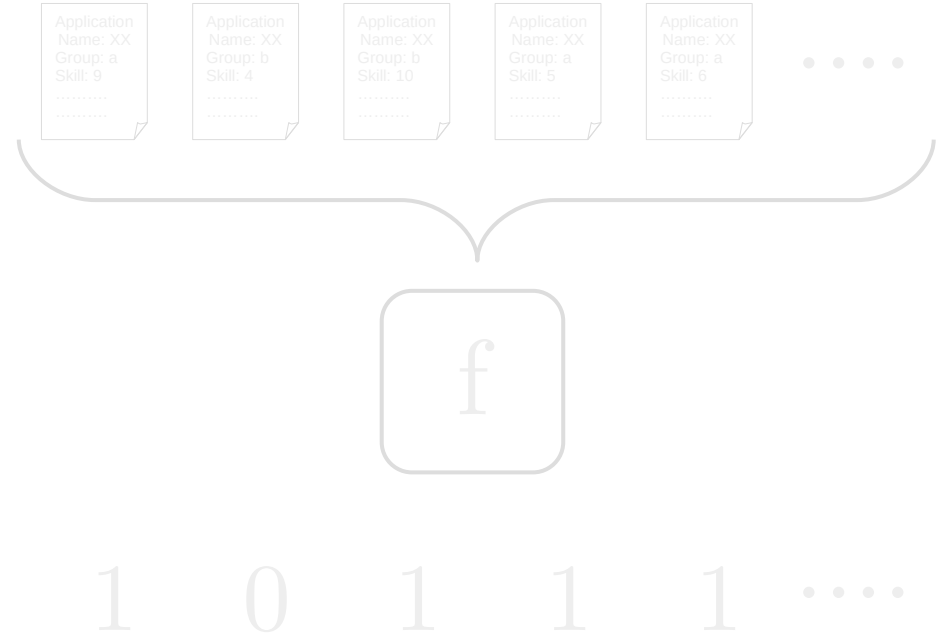 Application
Name: XX
Group: a
Skill: 9
..........
..........
Application
Name: XX
Group: b
Skill: 4
..........
..........
Application
Name: XX
Group: b
Skill: 10
..........
..........
Application
Name: XX
Group: a
Skill: 5
..........
..........
Application
Name: XX
Group: a
Skill: 6
..........
..........
....
f
1 0 1 1 1 ....